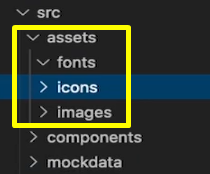 src
assets
fonts
icons
images
components
mockdata